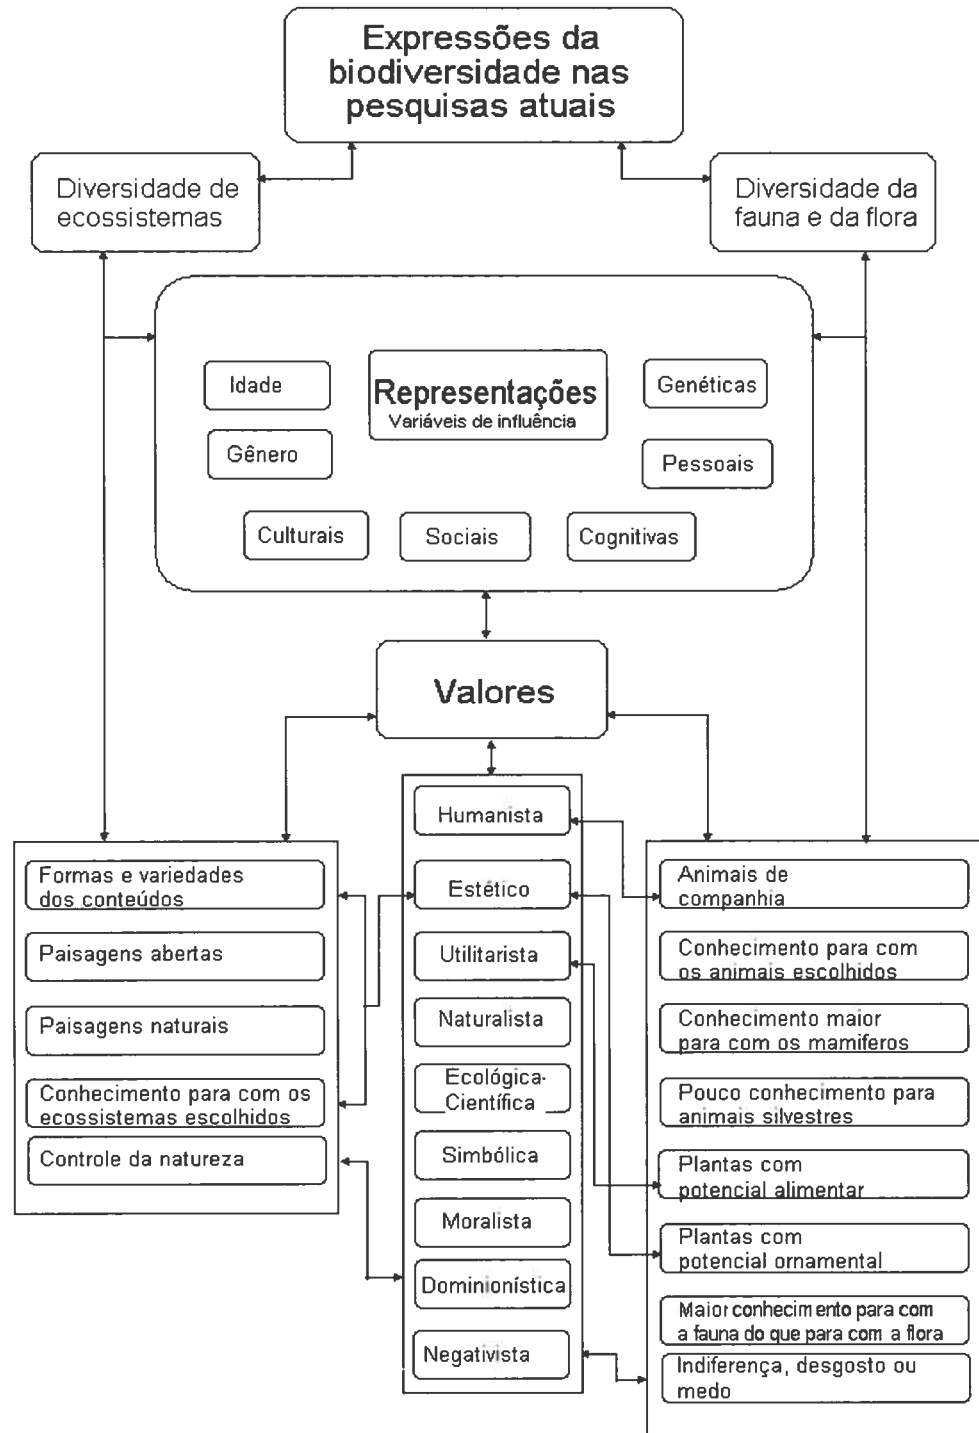 Expressões da
biodiversidade nas
pesquisas atuais
Diversidade de
ecossistemas
Diversidade da
fauna e da flora
Idade
Representações
Variáveis de influência
Genéticas
Gênero
Pessoais
Culturais
Sociais
Cognitivas
Valores
Formas e variedades
dos conteúdos
Paisagens abertas
Paisagens naturais
Conhecimento para com os
ecossistemas escolhidos
Controle da natureza
Humanista
Estético
Utilitarista
Naturalista
Ecológica-
Científica
Simbólica
Moralista
Dominionística
Negativista
Animais de
companhia
Conhecimento para com
os animais escolhidos
Conhecimento maior
para com os mamiferos
Pouco conhecimento para
animais silvestres
Plantas com
potencial alimentar
Plantas com
potencial ornamental
Maior conhecimento para com
a fauna do que para com a flora
Indiferença, desgosto ou
medo